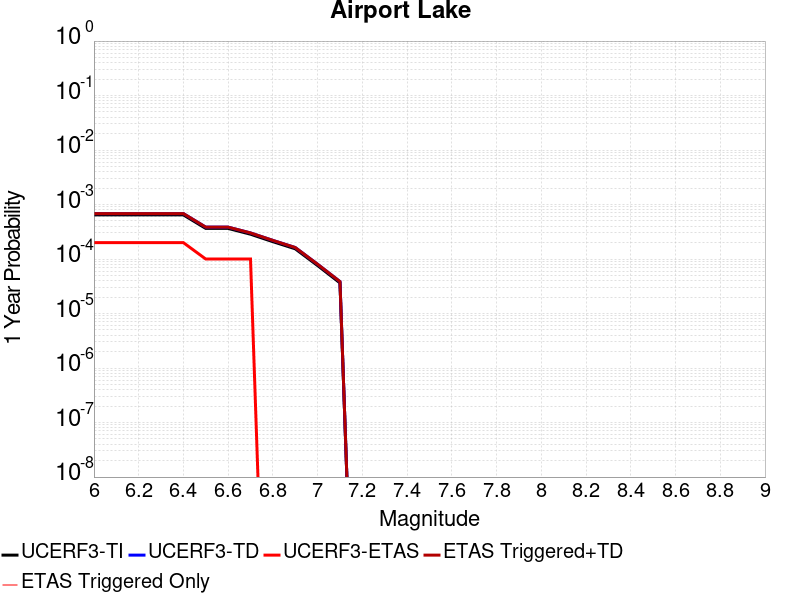 Airport Lake
10^0
10^-1
10^-2
10^-3
10^-4
10^-5
10^-6
10^-7
10^-8
1 Year Probability
6 6.2 6.4 6.6 6.8 7 7.2 7.4 7.6 7.8 8 8.2 8.4 8.6 8.8 9
Magnitude
UCERF3-TI UCERF3-TD UCERF3-ETAS ETAS Triggered+TD
ETAS Triggered Only